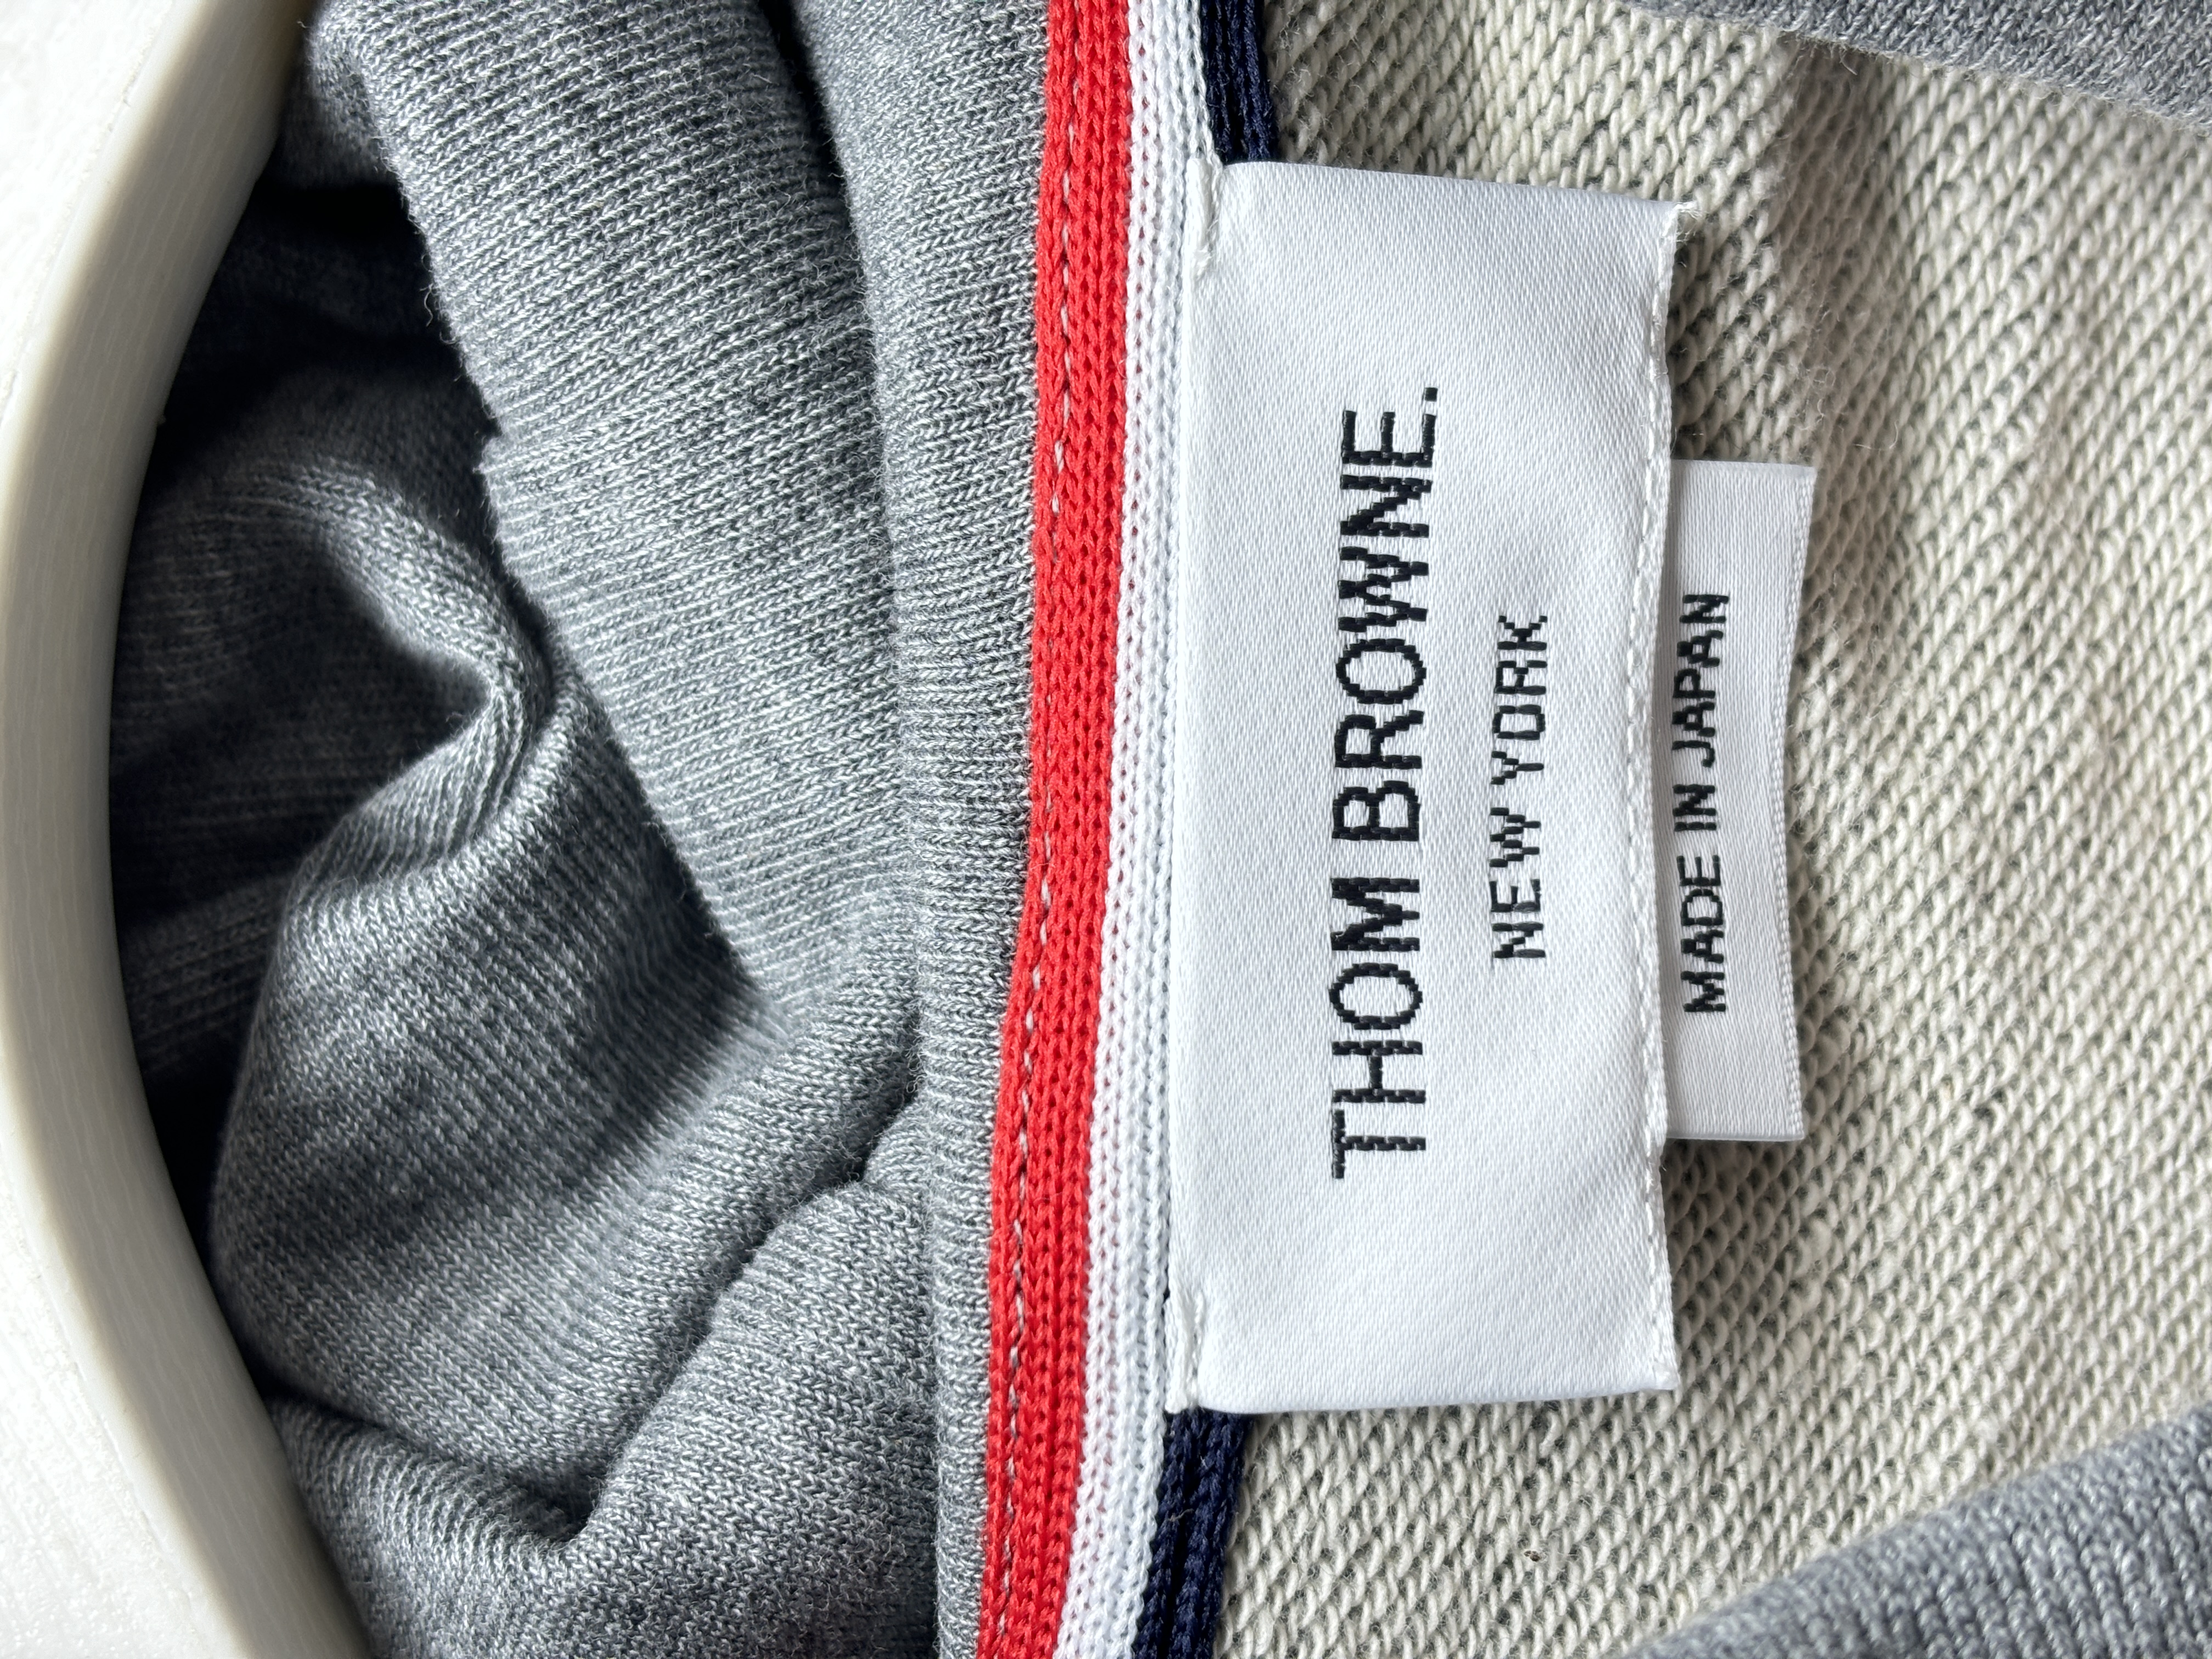 THOM BROWNE.
NEW YORK
MADE IN JAPAN